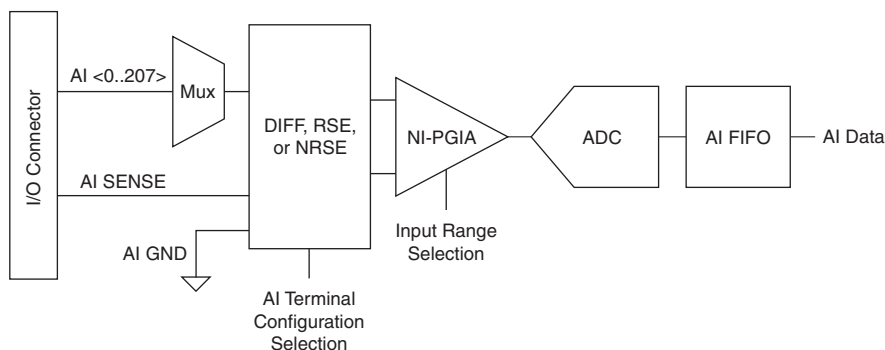 I/O Connector
AI <0..207>
Mux
AI SENSE
AI GND
DIFF, RSE,
or NRSE
AI Terminal
Configuration
Selection
NI-PGIA
Input Range
Selection
ADC
AI FIFO
AI Data